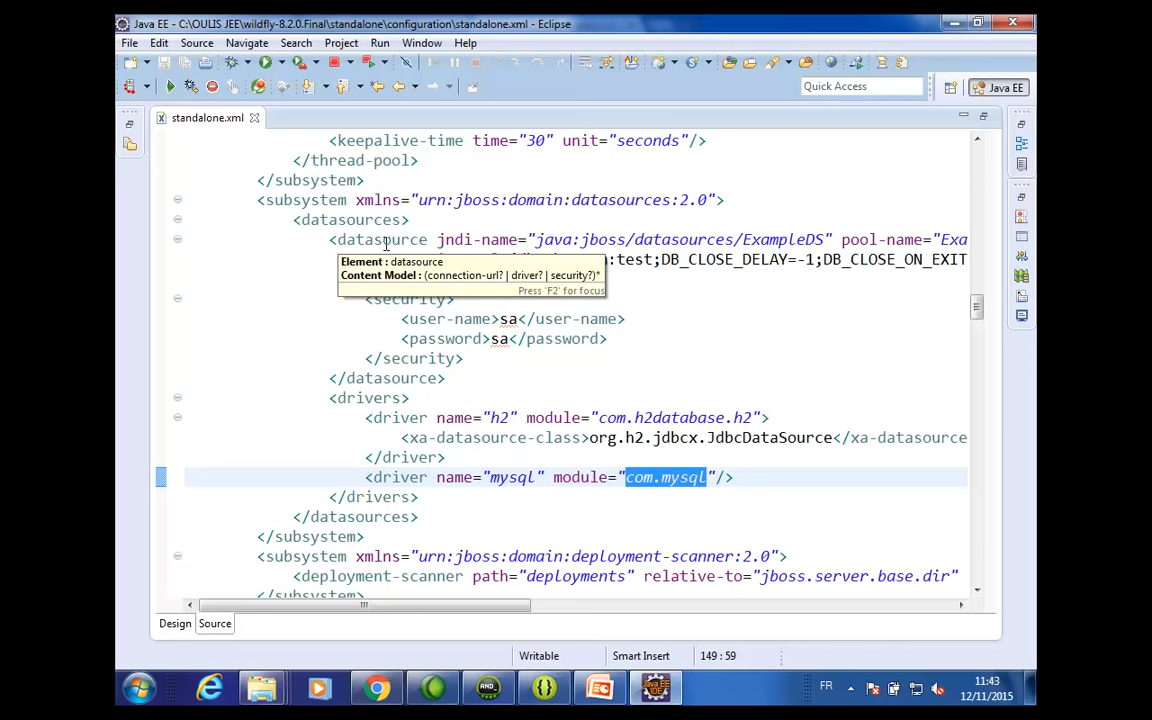 Java EE - C:\OULIS JEE\wildfly-8.2.0.Final\standalone\configuration\standalone.xml - Eclipse
File Edit Source Navigate Search Project Run Window Help
Quick Access
Java EE
standalone.xml
<keepalive-time time="30" unit="seconds"/>
</thread-pool>
</subsystem>
<subsystem xmlns="urn:jboss:domain:datasources:2.0">
<datasources>
<datasource jndi-name="java:jboss/datasources/ExampleDS" pool-name="Exa
:test;DB_CLOSE_DELAY=-1;DB_CLOSE_ON_EXIT
Element : datasource
Content Model : (connection-url? | driver? | security?)*
Press 'F2' for focus
<security>
<user-name>sa</user-name>
<password>sa</password>
</security>
</datasource>
<drivers>
<driver name="h2" module="com.h2database.h2">
<xa-datasource-class>org.h2.jdbcx.JdbcDataSource</xa-datasource
</driver>
<driver name="mysql" module="com.mysql"/>
</drivers>
</datasources>
</subsystem>
<subsystem xmlns="urn:jboss:domain:deployment-scanner:2.0">
<deployment-scanner path="deployments" relative-to="jboss.server.base.dir"
</subsystem>
Design Source
Writable Smart Insert 149 : 59
FR
11:43
12/11/2015